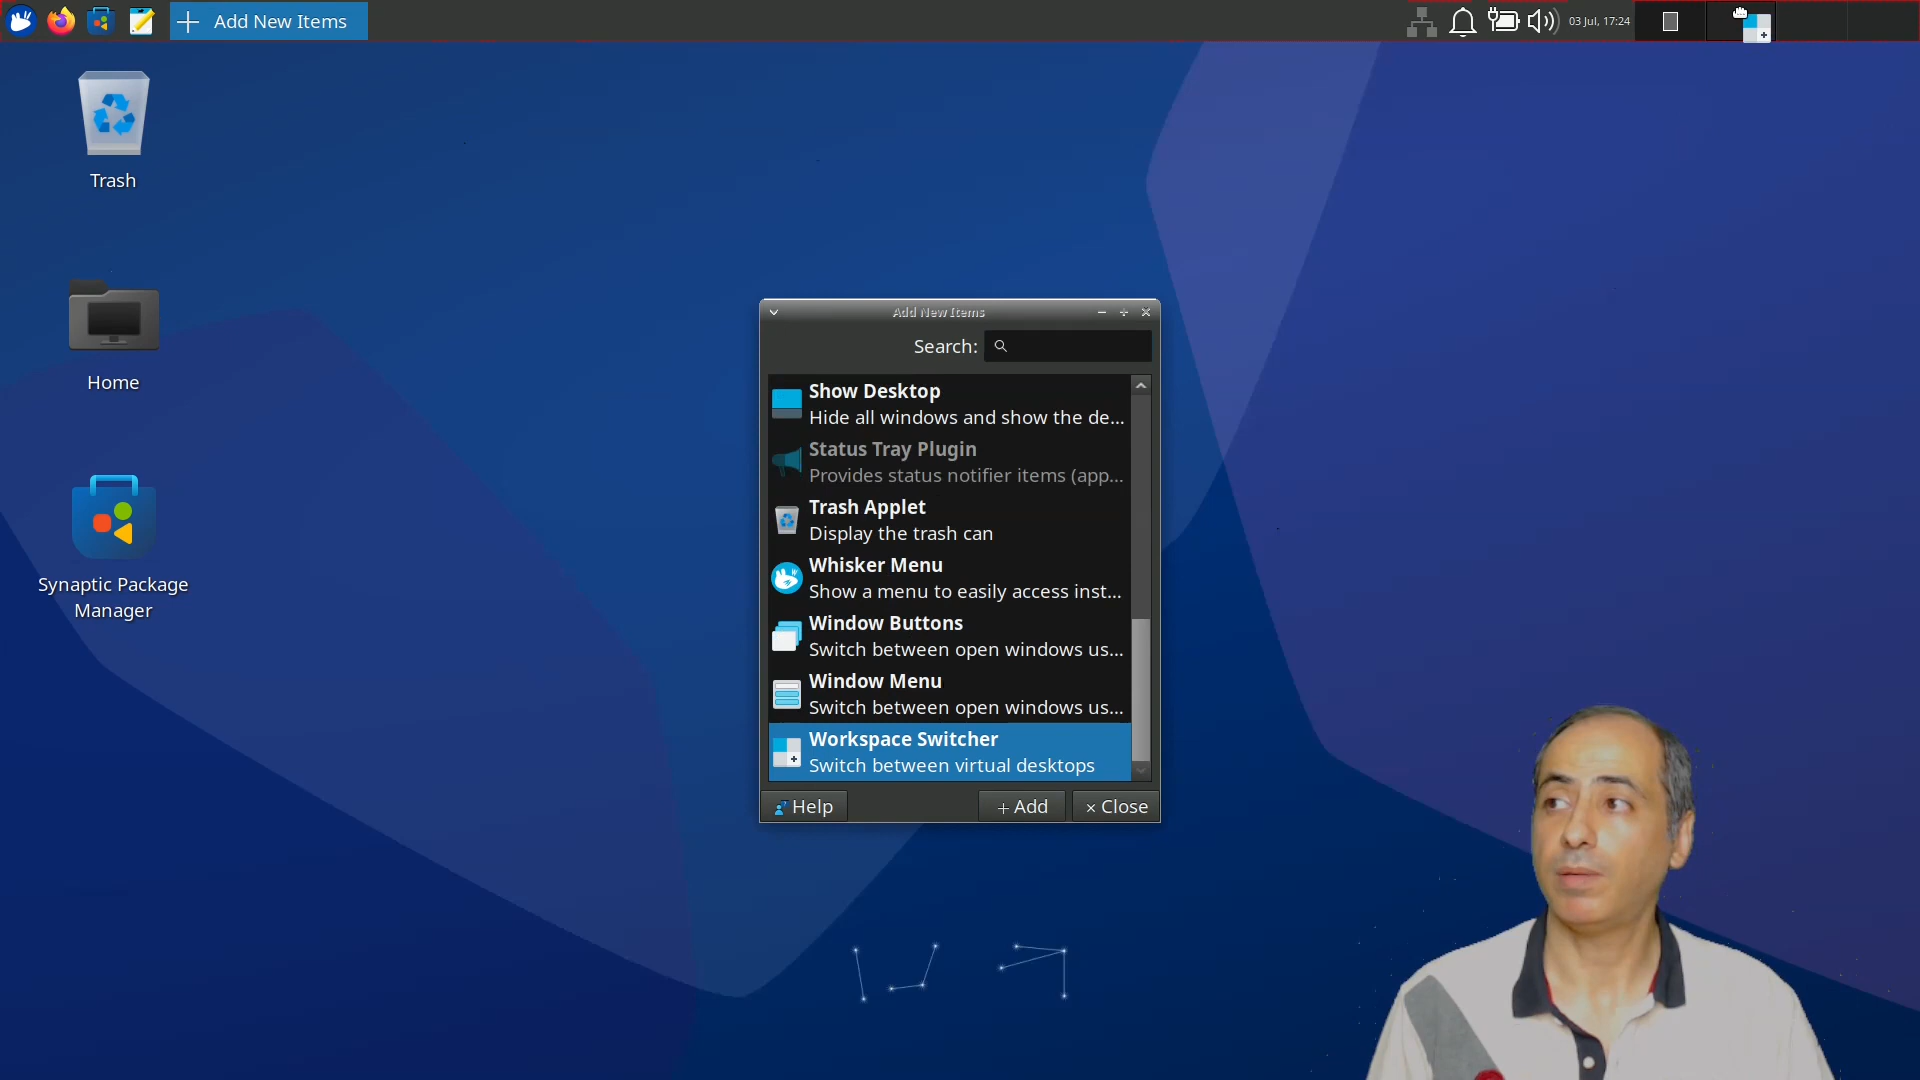 Add New Items
03 Jul, 17:24
Trash
Home
Synaptic Package
Manager
Add New Items
Search:
Show Desktop
Hide all windows and show the de...
Status Tray Plugin
Provides status notifier items (app...
Trash Applet
Display the trash can
Whisker Menu
Show a menu to easily access inst...
Window Buttons
Switch between open windows us...
Window Menu
Switch between open windows us...
Workspace Switcher
Switch between virtual desktops
Help
Add
Close